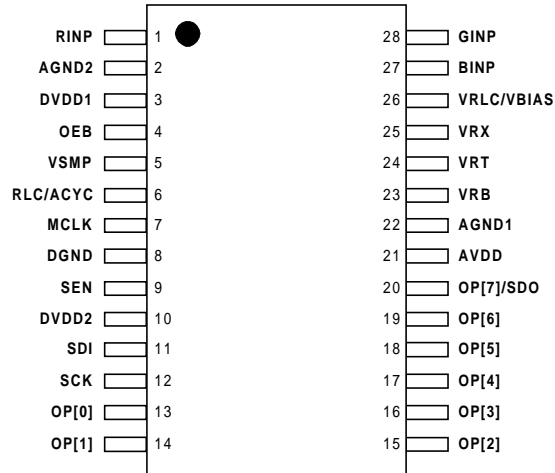 RINP 1 28 GINP
AGND2 2 27 BINP
DVDD1 3 26 VRLC/VBIAS
OEB 4 25 VRX
VSMP 5 24 VRT
RLC/ACYC 6 23 VRB
MCLK 7 22 AGND1
DGND 8 21 AVDD
SEN 9 20 OP[7]/SDO
DVDD2 10 19 OP[6]
SDI 11 18 OP[5]
SCK 12 17 OP[4]
OP[0] 13 16 OP[3]
OP[1] 14 15 OP[2]